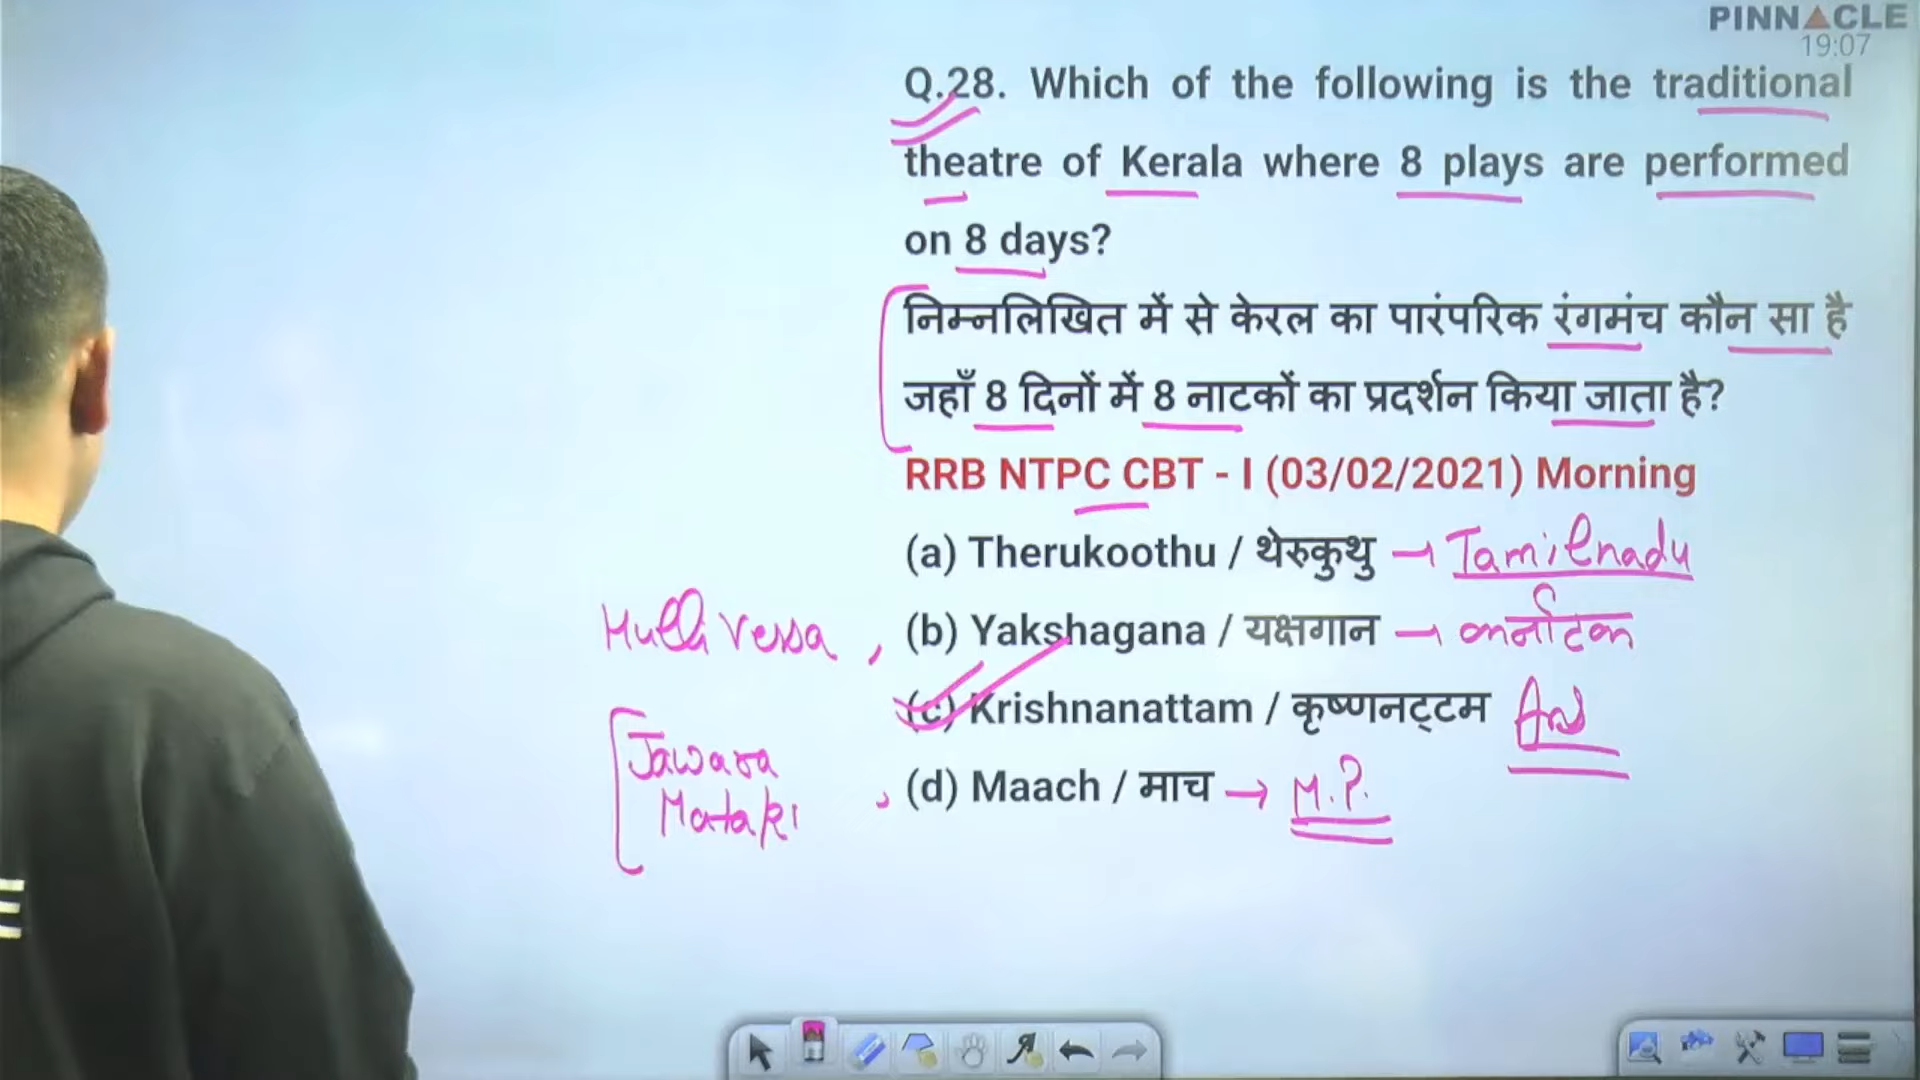 PINNACLE
19:07
Q.28. Which of the following is the traditional
theatre of Kerala where 8 plays are performed
on 8 days?
निम्नलिखित में से केरल का पारंपरिक रंगमंच कौन सा है
जहाँ 8 दिनों में 8 नाटकों का प्रदर्शन किया जाता है?
RRB NTPC CBT - I (03/02/2021) Morning
(a) Therukoothu / थेरुकुथु → Tamilnadu
Hulli Vessa , (b) Yakshagana / यक्षगान → कर्नाटक
(c) Krishnanattam / कृष्णनट्टम Ans
Jawara
Mataki , (d) Maach / माच → M.P.